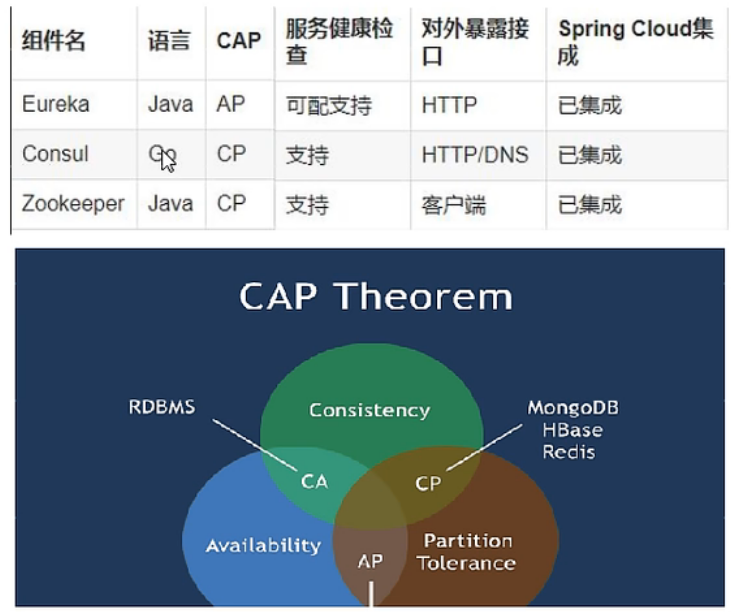 组件名 语言 CAP 服务健康检查 对外暴露接口 Spring Cloud集成
Eureka Java AP 可配支持 HTTP 已集成
Consul Go CP 支持 HTTP/DNS 已集成
Zookeeper Java CP 支持 客户端 已集成
CAP Theorem
RDBMS
Consistency
MongoDB
HBase
Redis
CA
CP
Availability
AP
Partition
Tolerance